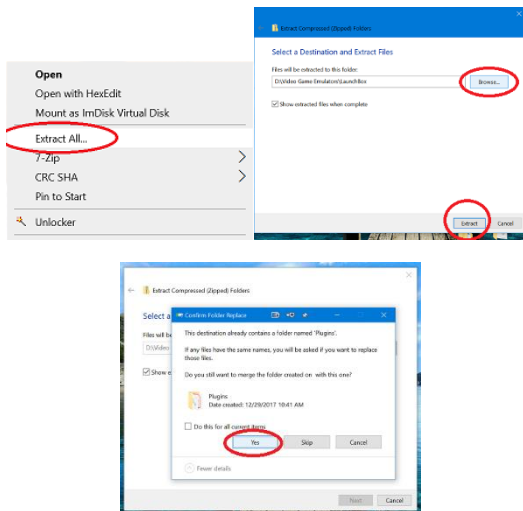 Open
Open with HexEdit
Mount as ImDisk Virtual Disk
Extract All...
7-Zip
CRC SHA
Pin to Start
Unlocker
Extract Compressed (Zipped) Folders
Select a Destination and Extract Files
Files will be extracted to this folder:
D:\Video Game Emulators\LaunchBox
Browse...
Show extracted files when complete
Extract
Cancel
Extract Compressed (Zipped) Folders
Select a
Files will be
D:\Video
Show e
Confirm Folder Replace
This destination already contains a folder named 'Plugins'.
If any files have the same names, you will be asked if you want to replace
those files.
Do you still want to merge the folder created on with this one?
Plugins
Date created: 12/29/2017 10:41 AM
Do this for all current items
Yes
Skip
Cancel
Fewer details
Next
Cancel